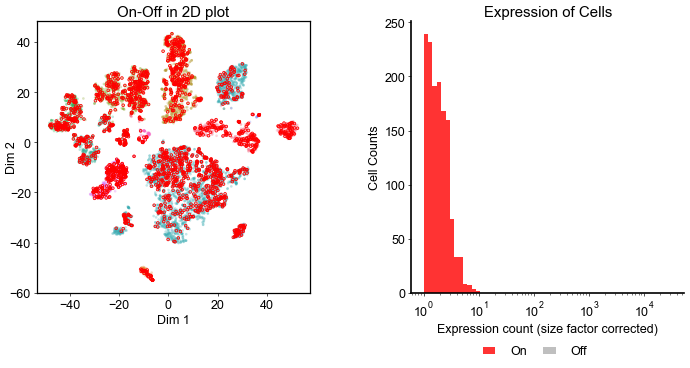 On-Off in 2D plot
40
20
0
−20
−40
−60
Dim 2
−40 −20 0 20 40
Dim 1
Expression of Cells
250
200
150
100
50
0
Cell Counts
10^0 10^1 10^2 10^3 10^4
Expression count (size factor corrected)
On Off